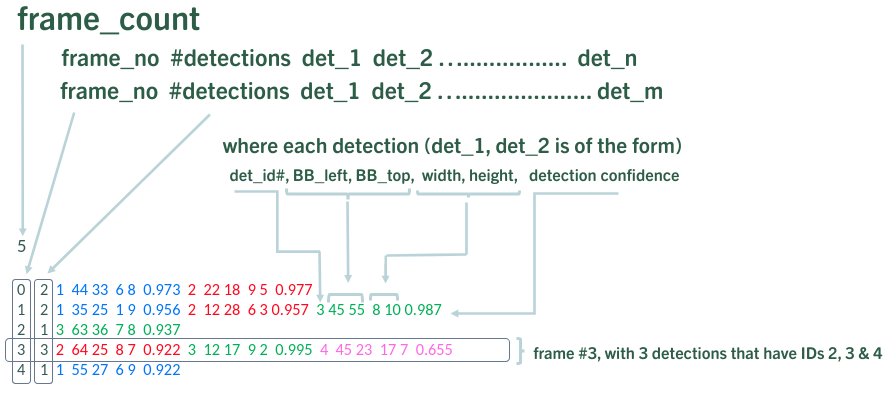 frame_count
frame_no #detections det_1 det_2 ..................... det_n
frame_no #detections det_1 det_2 ........................ det_m
where each detection (det_1, det_2 is of the form)
det_id#, BB_left, BB_top, width, height, detection confidence
5
0 2 1 44 33 6 8 0.973 2 22 18 9 5 0.977
1 2 1 35 25 1 9 0.956 2 12 28 6 3 0.957 3 45 55 8 10 0.987
2 1 3 63 36 7 8 0.937
3 3 2 64 25 8 7 0.922 3 12 17 9 2 0.995 4 45 23 17 7 0.655
frame #3, with 3 detections that have IDs 2, 3 & 4
4 1 1 55 27 6 9 0.922